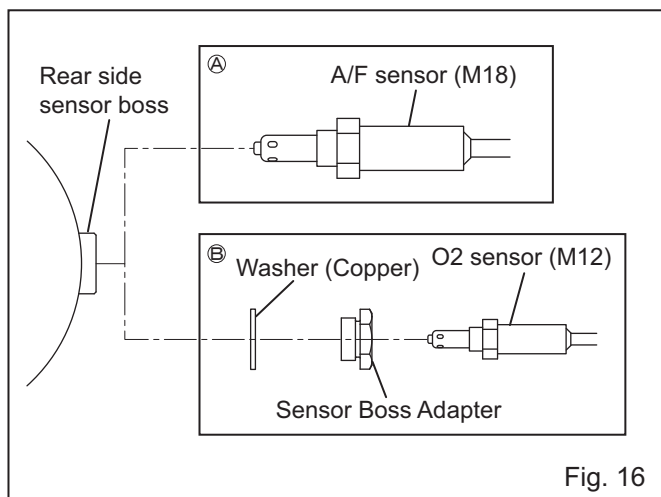 Rear side
sensor boss
Ⓐ
A/F sensor (M18)
Ⓑ
Washer (Copper)
O2 sensor (M12)
Sensor Boss Adapter
Fig. 16